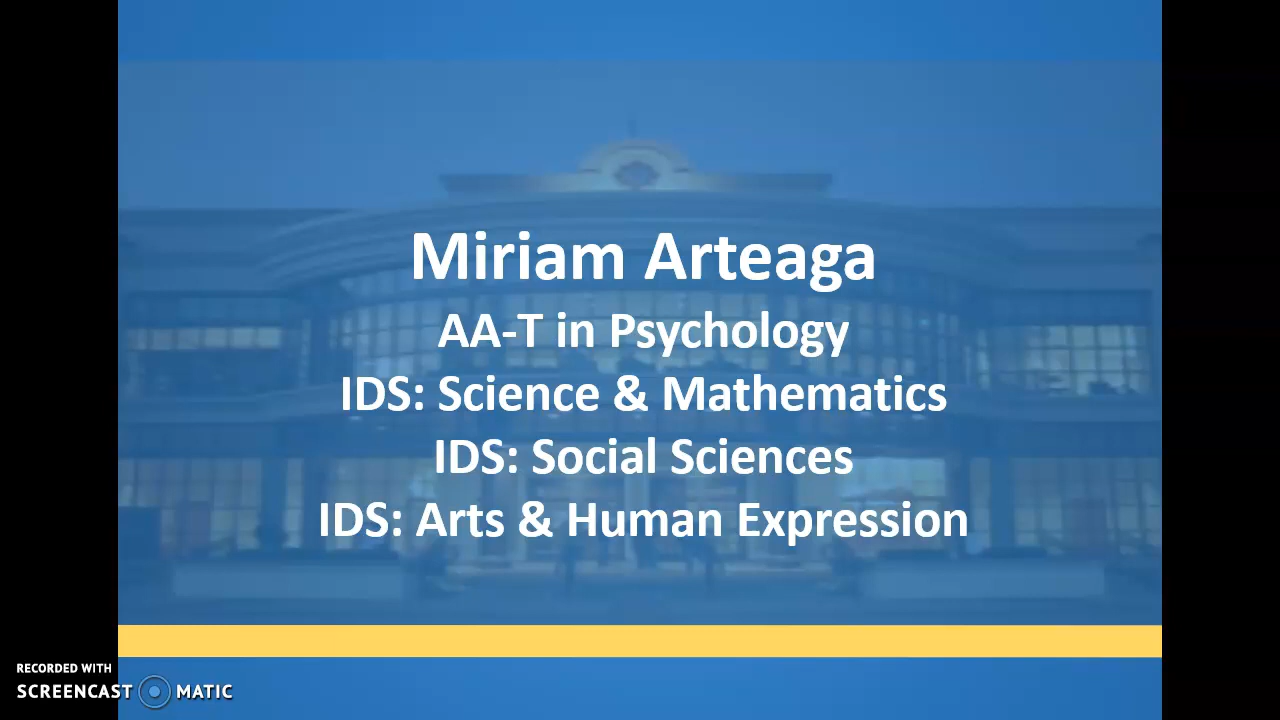 Miriam Arteaga
AA-T in Psychology
IDS: Science & Mathematics
IDS: Social Sciences
IDS: Arts & Human Expression
RECORDED WITH
SCREENCAST MATIC